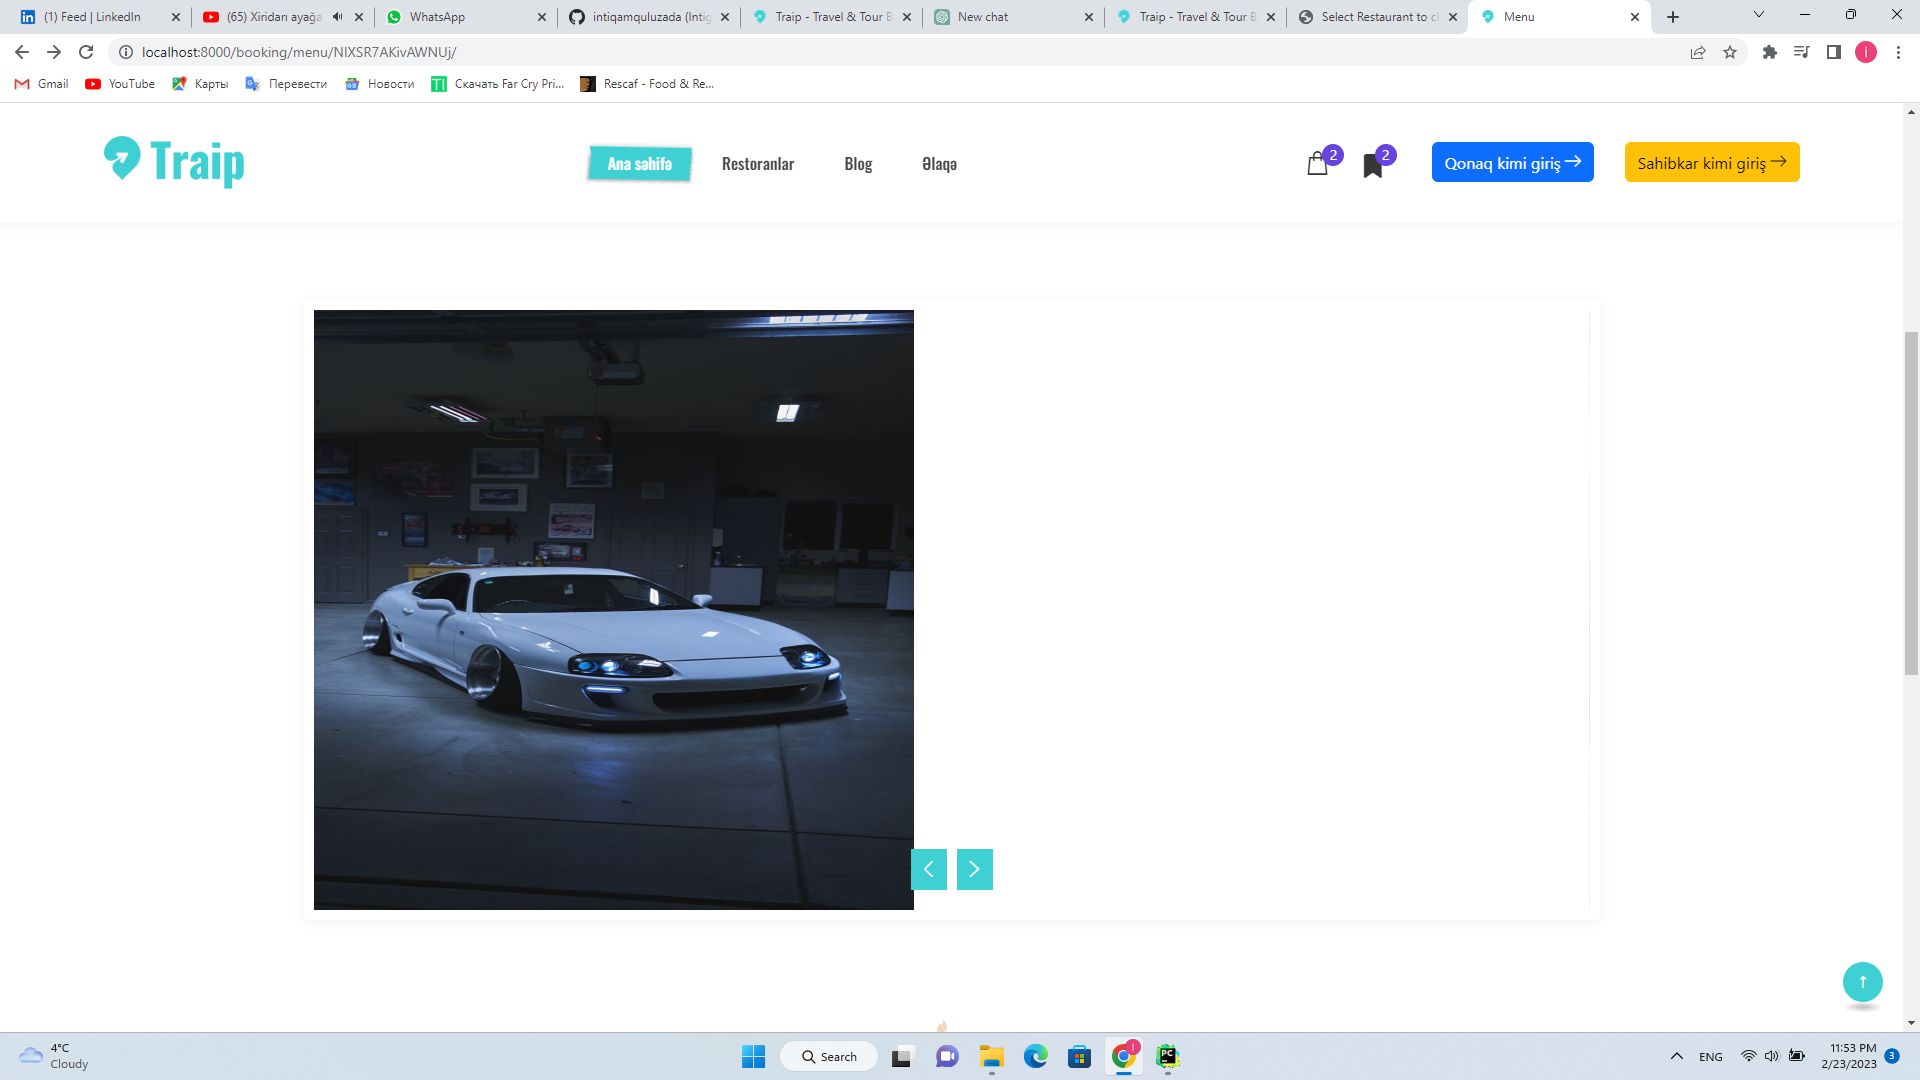 (1) Feed | LinkedIn
(65) Xiridarı ayağa
WhatsApp
intiqamquluzada (Intiq
Traip - Travel & Tour B
New chat
Traip - Travel & Tour B
Select Restaurant to c
Menu
localhost:8000/booking/menu/NIXSR7AKivAWNUj/
i
Gmail
YouTube
Карты
Перевести
Новости
TI
Скачать Far Cry Pri...
Rescaf - Food & Re...
Traip
Ana səhifə
Restoranlar
Blog
Əlaqə
2
2
Qonaq kimi giriş
Sahibkar kimi giriş
4°C
Cloudy
Search
PC
ENG
11:53 PM
2/23/2023
3